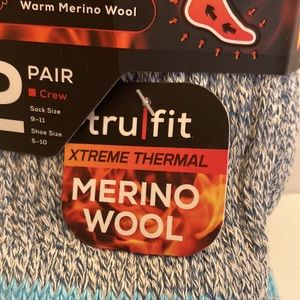 Warm Merino Wool
PAIR
Crew
Sock Size
9-11
Shoe Size
5-10
tru|fit
XTREME THERMAL
MERINO
WOOL